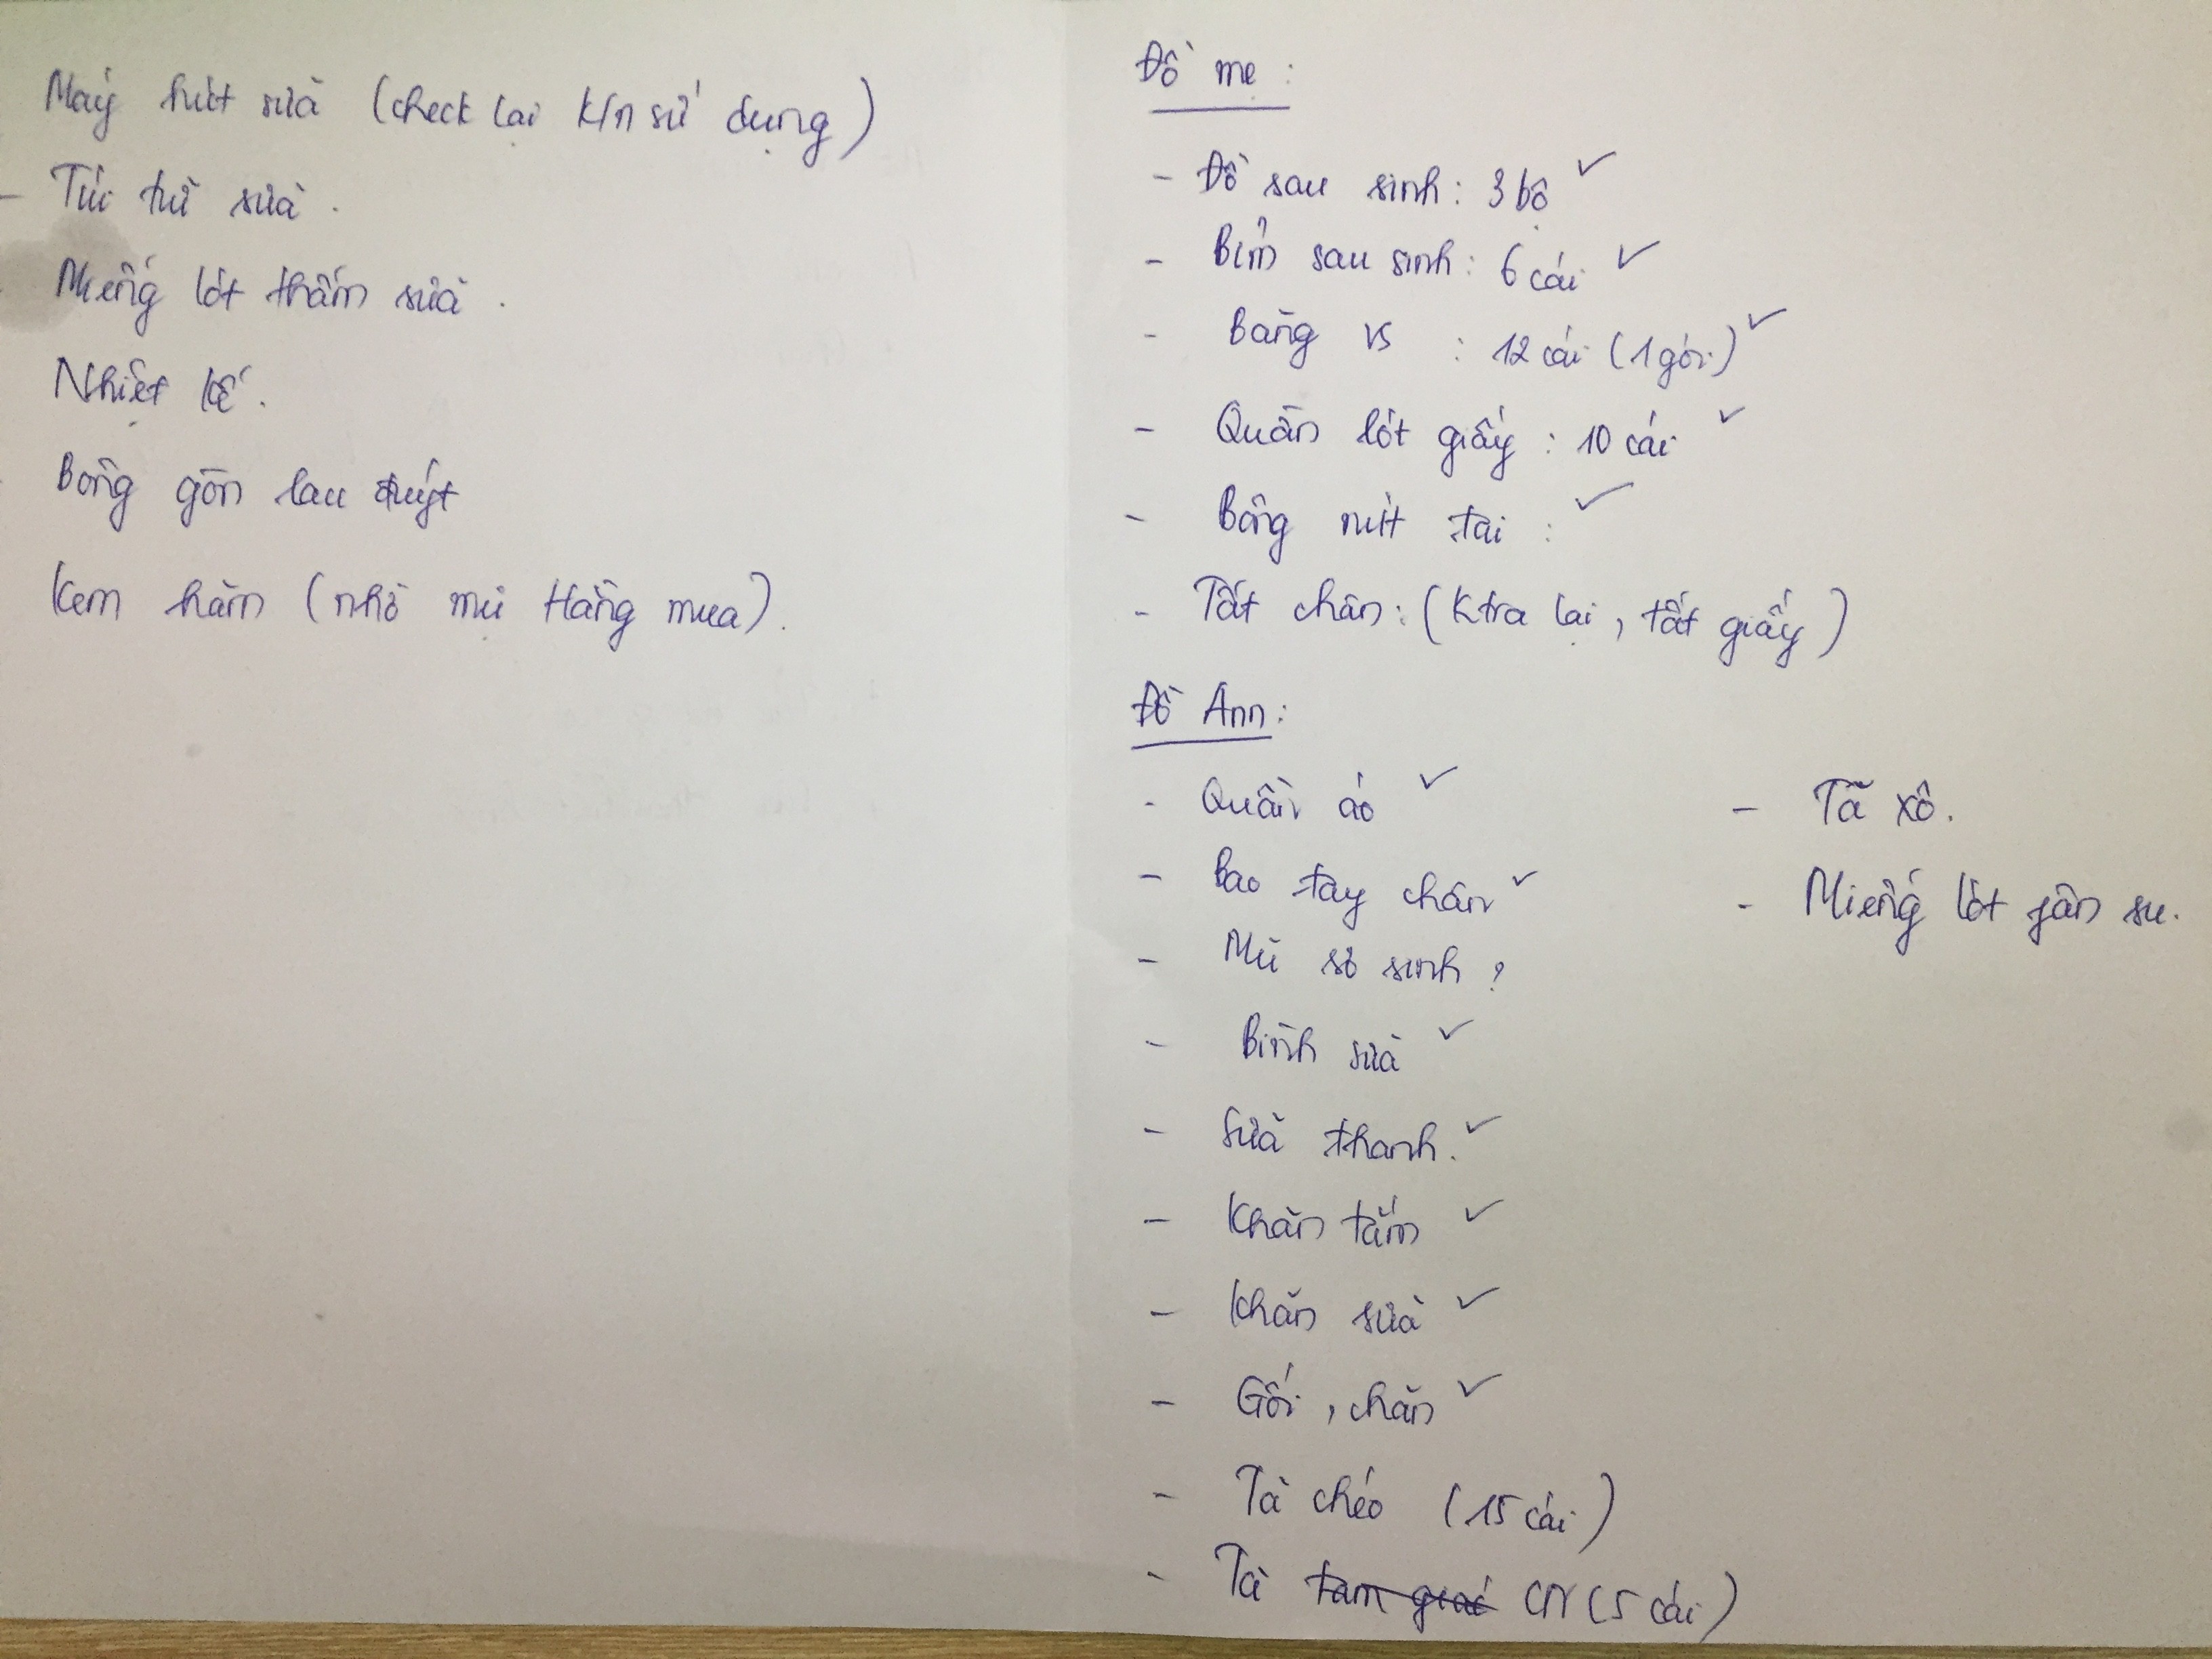 Máy hút sữa (check lại k/n sử dụng)
- Túi trữ sữa.
Miếng lót thấm sữa.
Nhiệt kế.
Bông gòn lau đuýt
Kem hăm (nhờ mụ Hằng mua).
Đồ mẹ:
- Đồ sau sinh: 3 bộ ✓
- Bỉm sau sinh: 6 cái ✓
- Băng vs : 12 cái (1 gói) ✓
- Quần lót giấy: 10 cái ✓
- Bông nút tai: ✓
- Tất chân: (ktra lại, tất giấy)
Đồ Ann:
- Quần áo ✓
- Bao tay chân ✓
- Mũ sơ sinh ?
- Bình sữa ✓
- Sữa thanh. ✓
- Khăn tắm ✓
- Khăn sữa ✓
- Gối, chăn ✓
- Tã chéo (15 cái)
- Tã tam giác CN (5 cái)
- Tã xô.
- Miếng lót phân su.